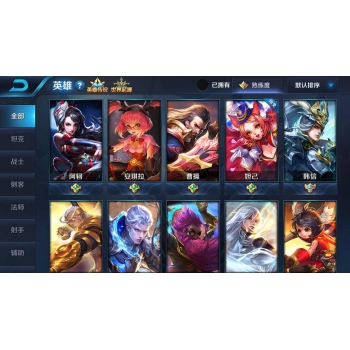 英雄 ? 英雄传说 世界起源 已拥有 熟练度 默认排序
全部
坦克
战士
刺客
法师
射手
辅助
阿轲 安琪拉 曹操 妲己 韩信